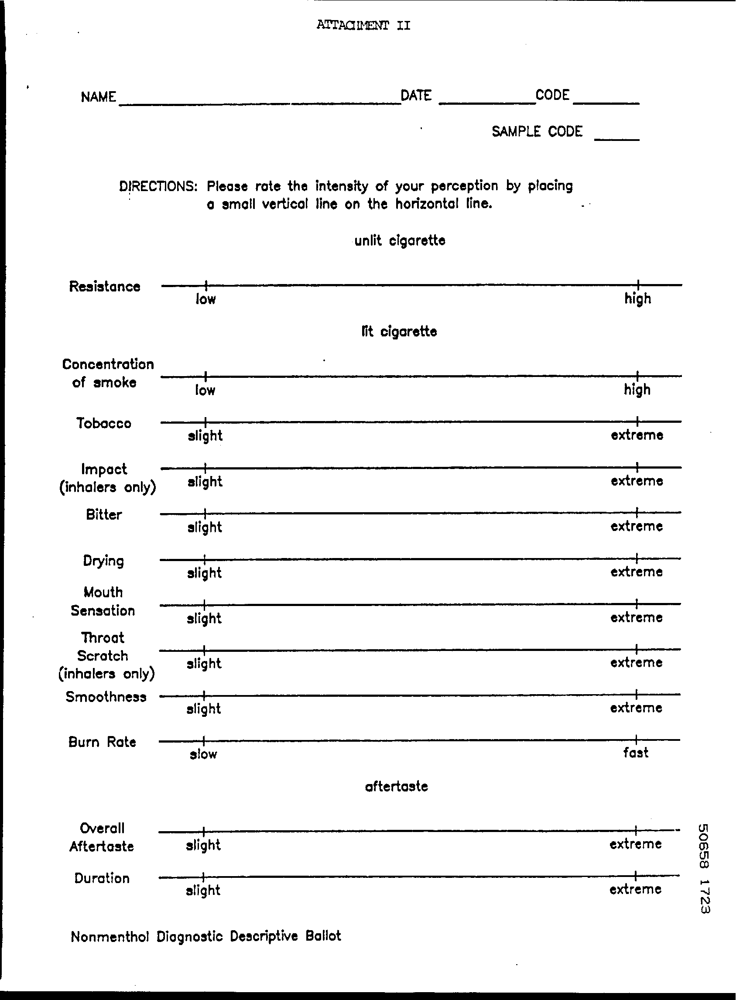 ATTACHMENT II
NAME DATE CODE
SAMPLE CODE
DIRECTIONS: Please rate the intensity of your perception by placing
a small vertical line on the horizontal line.
unlit cigarette
Resistance
low high
lit cigarette
Concentration
of smoke
low high
Tobacco
slight extreme
Impact
(inhalers only)
slight extreme
Bitter
slight extreme
Drying
slight extreme
Mouth
Sensation
slight extreme
Throat
Scratch
(inhalers only)
slight extreme
Smoothness
slight extreme
Burn Rate
slow fast
aftertaste
Overall
Aftertaste
slight extreme
Duration
slight extreme
Nonmenthol Diagnostic Descriptive Ballot
50658 1723